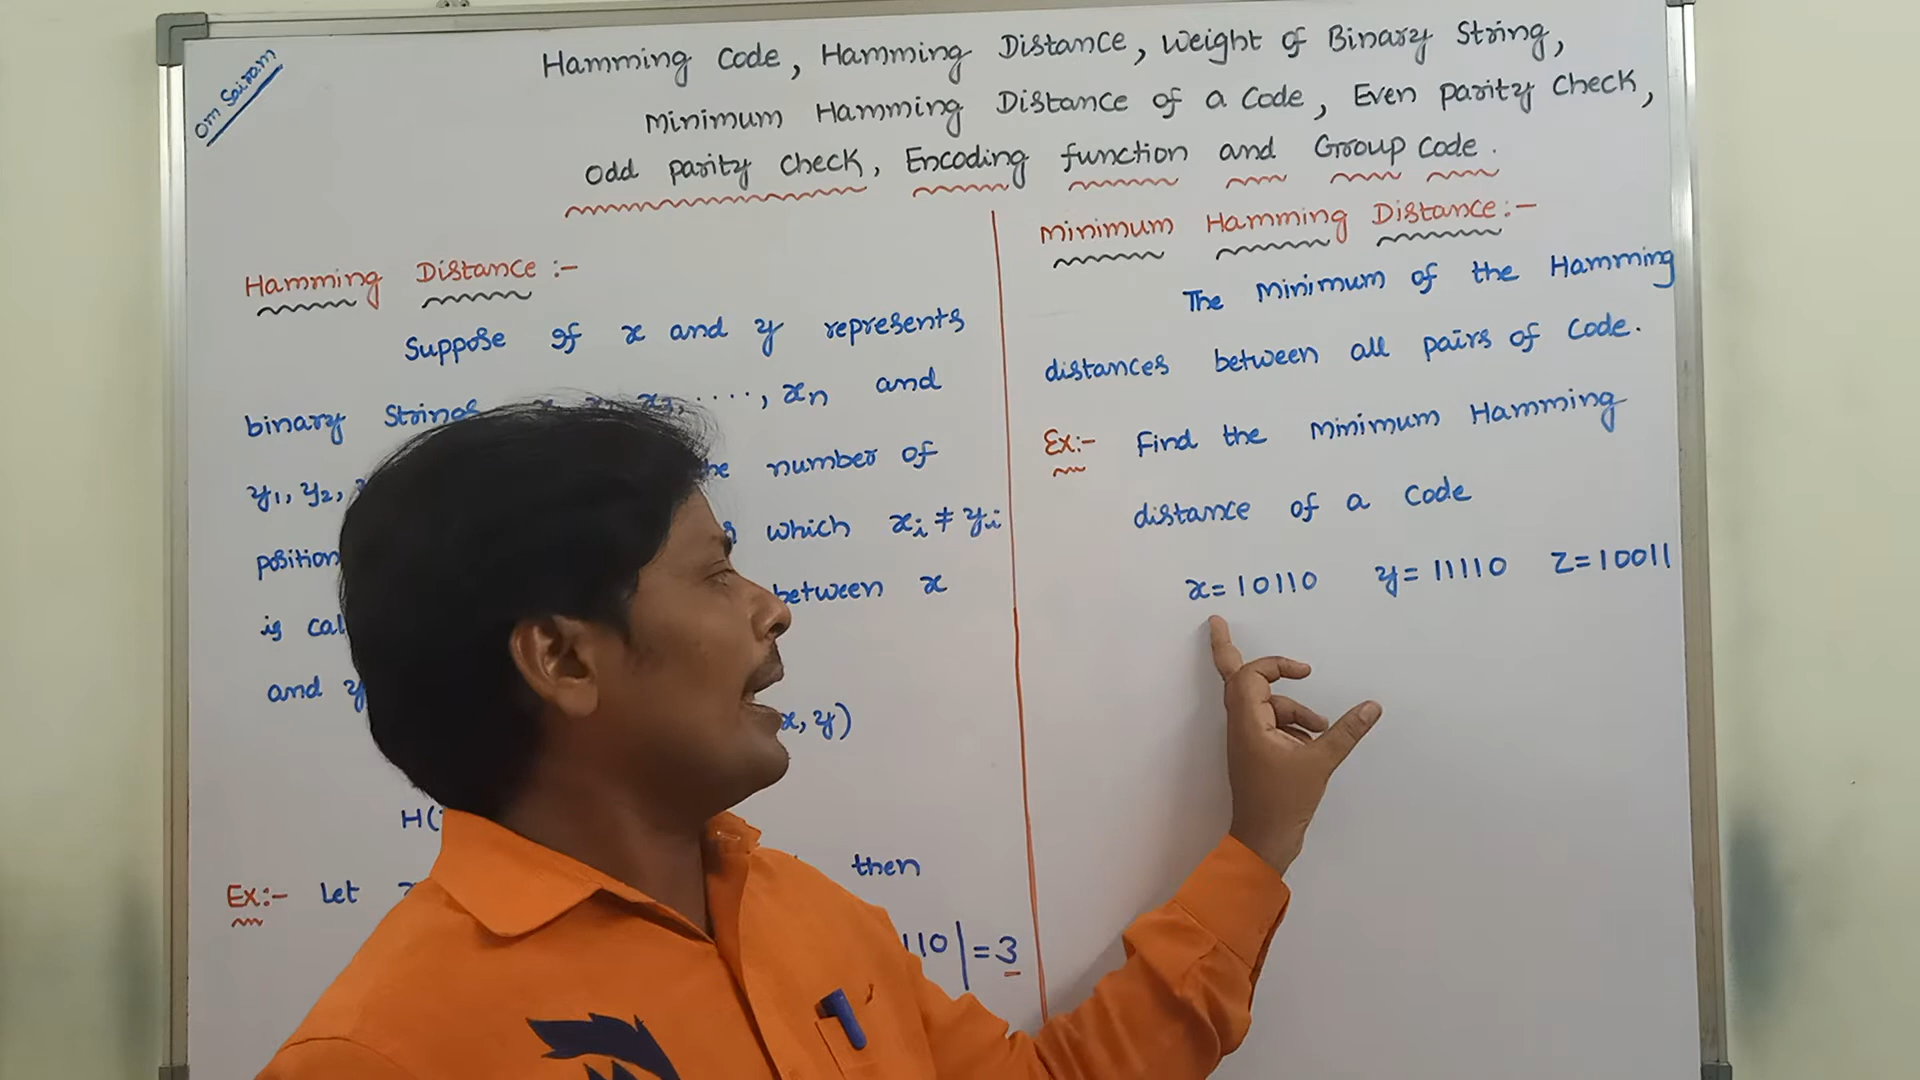 Om Sairam
Hamming Code, Hamming Distance, Weight of Binary String,
Minimum Hamming Distance of a Code, Even parity Check,
Odd parity Check, Encoding function and Group Code.
Hamming Distance :-
Suppose if x and y represents
binary Strings x3, ...., xn and
y1, y2, number of
position which xi ≠ yi
is between x
and y x, y)
H(
Ex:- Let then
110| = 3
Minimum Hamming Distance:-
The Minimum of the Hamming
distances between all pairs of Code.
Ex:- Find the Minimum Hamming
distance of a Code
x=10110 y=11110 Z=10011